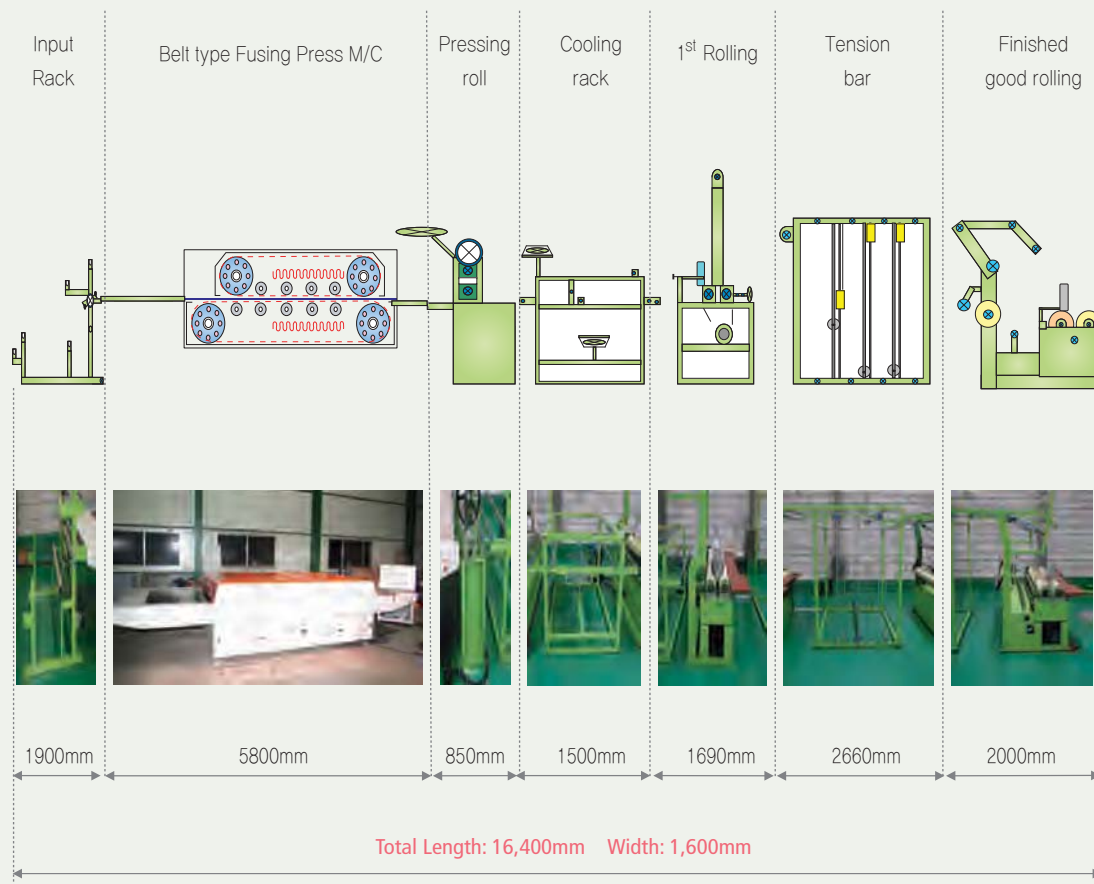 Input
Rack
Belt type Fusing Press M/C
Pressing
roll
Cooling
rack
1st Rolling
Tension
bar
Finished
good rolling
1900mm
5800mm
850mm
1500mm
1690mm
2660mm
2000mm
Total Length: 16,400mm Width: 1,600mm